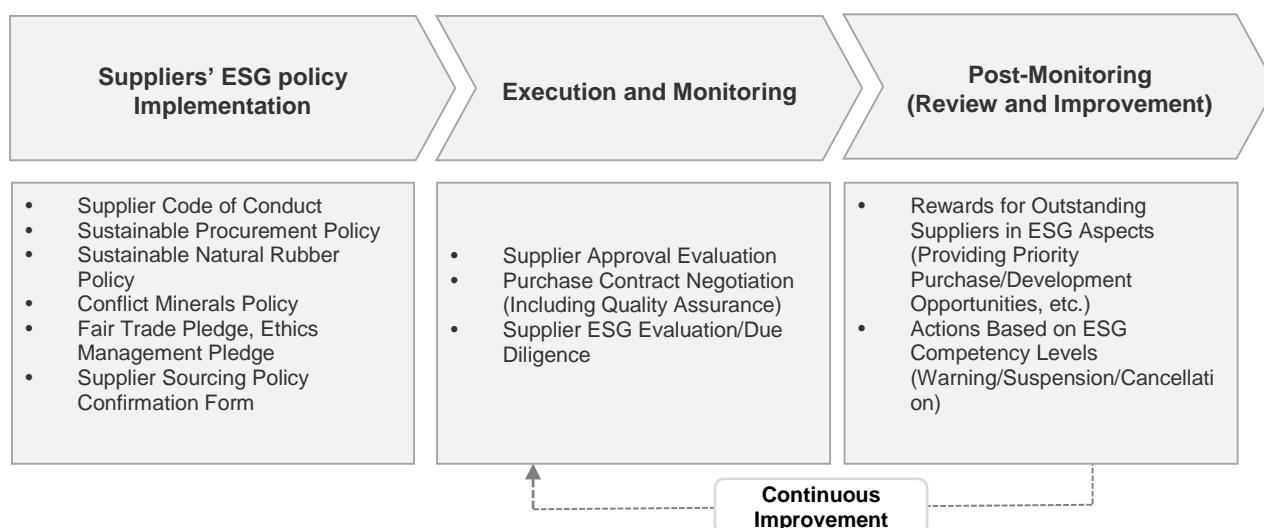 Suppliers’ ESG policy
Implementation
Execution and Monitoring
Post-Monitoring
(Review and Improvement)
• Supplier Code of Conduct
• Sustainable Procurement Policy
• Sustainable Natural Rubber
Policy
• Conflict Minerals Policy
• Fair Trade Pledge, Ethics
Management Pledge
• Supplier Sourcing Policy
Confirmation Form
• Supplier Approval Evaluation
• Purchase Contract Negotiation
(Including Quality Assurance)
• Supplier ESG Evaluation/Due
Diligence
• Rewards for Outstanding
Suppliers in ESG Aspects
(Providing Priority
Purchase/Development
Opportunities, etc.)
• Actions Based on ESG
Competency Levels
(Warning/Suspension/Cancellati
on)
Continuous
Improvement